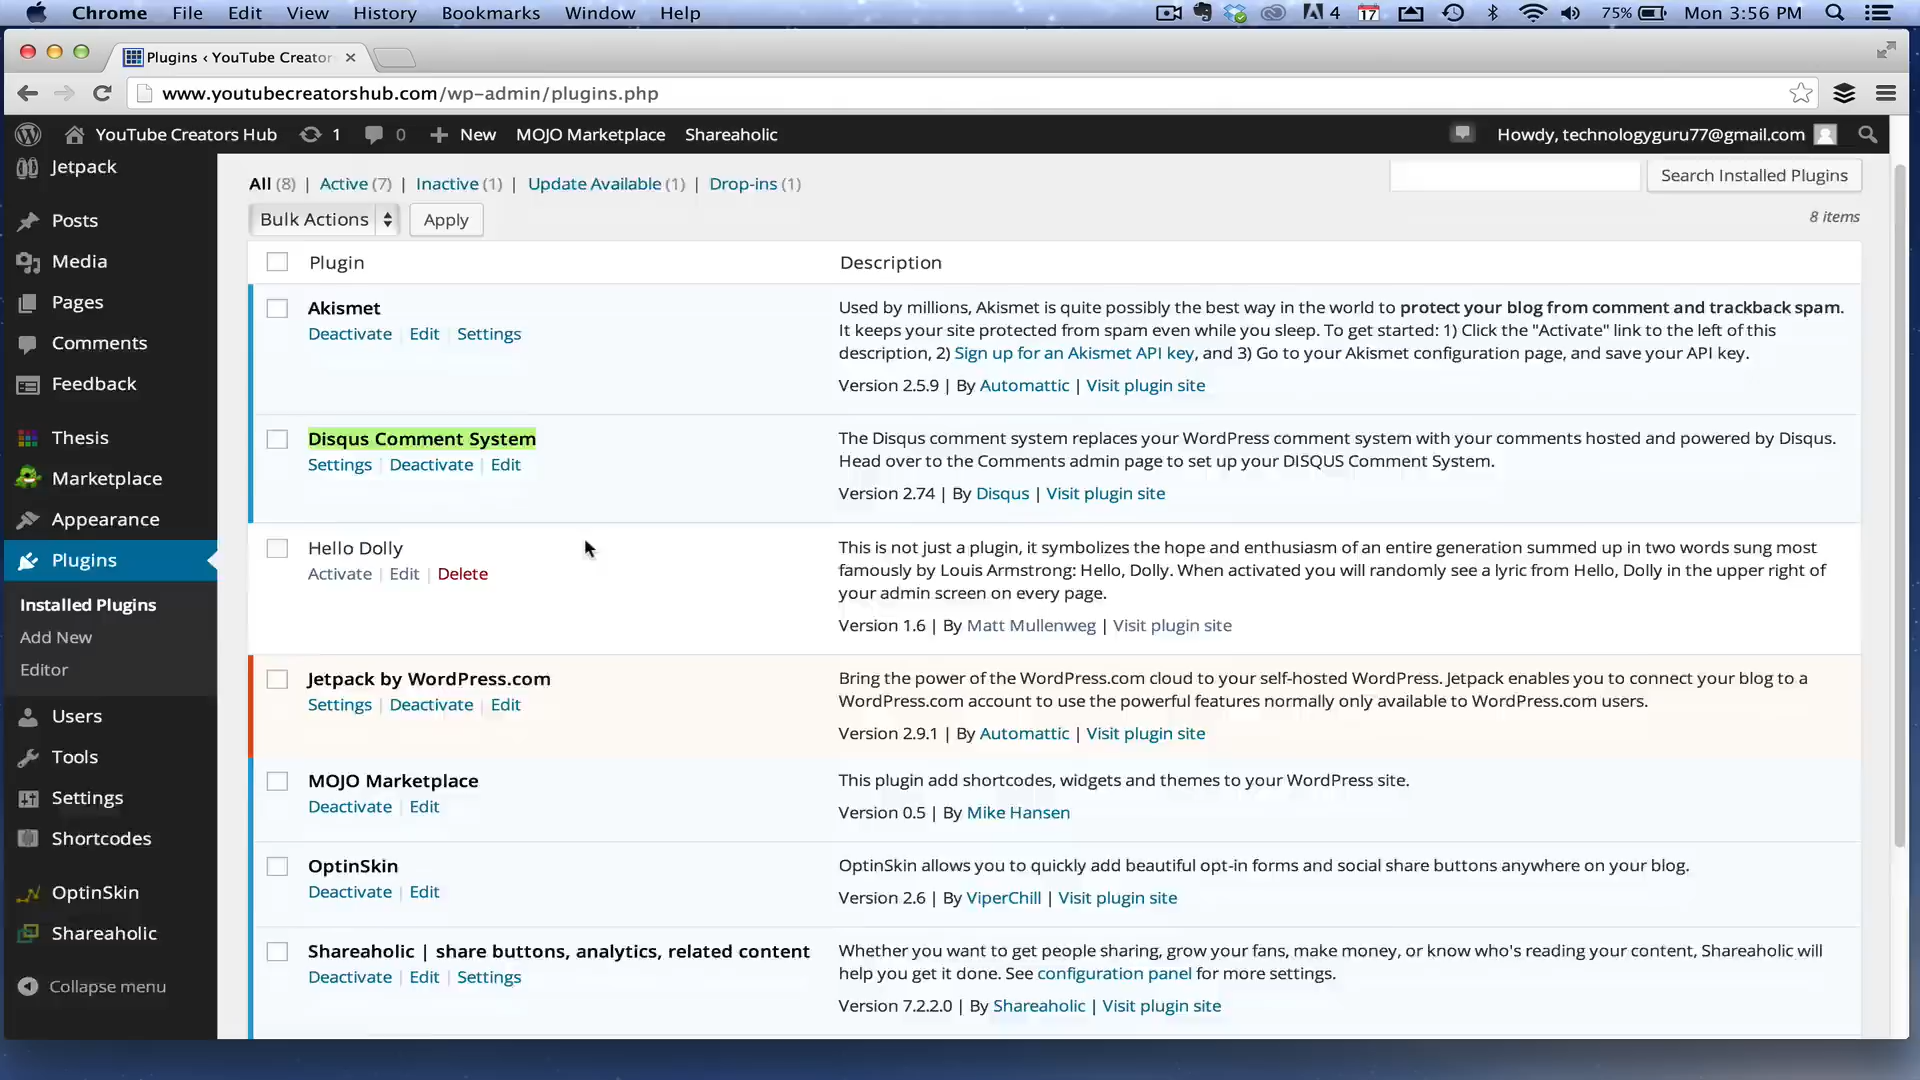 Chrome File Edit View History Bookmarks Window Help 4 17 75% Mon 3:56 PM
Plugins ‹ YouTube Creator
www.youtubecreatorshub.com/wp-admin/plugins.php
YouTube Creators Hub 1 0 New MOJO Marketplace Shareaholic Howdy, technologyguru77@gmail.com
Jetpack
Posts
Media
Pages
Comments
Feedback
Thesis
Marketplace
Appearance
Plugins
Installed Plugins
Add New
Editor
Users
Tools
Settings
Shortcodes
OptinSkin
Shareaholic
Collapse menu
All (8) | Active (7) | Inactive (1) | Update Available (1) | Drop-ins (1)
Search Installed Plugins
Bulk Actions Apply
8 items
Plugin Description
Akismet
Deactivate | Edit | Settings
Used by millions, Akismet is quite possibly the best way in the world to protect your blog from comment and trackback spam.
It keeps your site protected from spam even while you sleep. To get started: 1) Click the "Activate" link to the left of this
description, 2) Sign up for an Akismet API key, and 3) Go to your Akismet configuration page, and save your API key.
Version 2.5.9 | By Automattic | Visit plugin site
Disqus Comment System
Settings | Deactivate | Edit
The Disqus comment system replaces your WordPress comment system with your comments hosted and powered by Disqus.
Head over to the Comments admin page to set up your DISQUS Comment System.
Version 2.74 | By Disqus | Visit plugin site
Hello Dolly
Activate | Edit | Delete
This is not just a plugin, it symbolizes the hope and enthusiasm of an entire generation summed up in two words sung most
famously by Louis Armstrong: Hello, Dolly. When activated you will randomly see a lyric from Hello, Dolly in the upper right of
your admin screen on every page.
Version 1.6 | By Matt Mullenweg | Visit plugin site
Jetpack by WordPress.com
Settings | Deactivate | Edit
Bring the power of the WordPress.com cloud to your self-hosted WordPress. Jetpack enables you to connect your blog to a
WordPress.com account to use the powerful features normally only available to WordPress.com users.
Version 2.9.1 | By Automattic | Visit plugin site
MOJO Marketplace
Deactivate | Edit
This plugin add shortcodes, widgets and themes to your WordPress site.
Version 0.5 | By Mike Hansen
OptinSkin
Deactivate | Edit
OptinSkin allows you to quickly add beautiful opt-in forms and social share buttons anywhere on your blog.
Version 2.6 | By ViperChill | Visit plugin site
Shareaholic | share buttons, analytics, related content
Deactivate | Edit | Settings
Whether you want to get people sharing, grow your fans, make money, or know who's reading your content, Shareaholic will
help you get it done. See configuration panel for more settings.
Version 7.2.2.0 | By Shareaholic | Visit plugin site